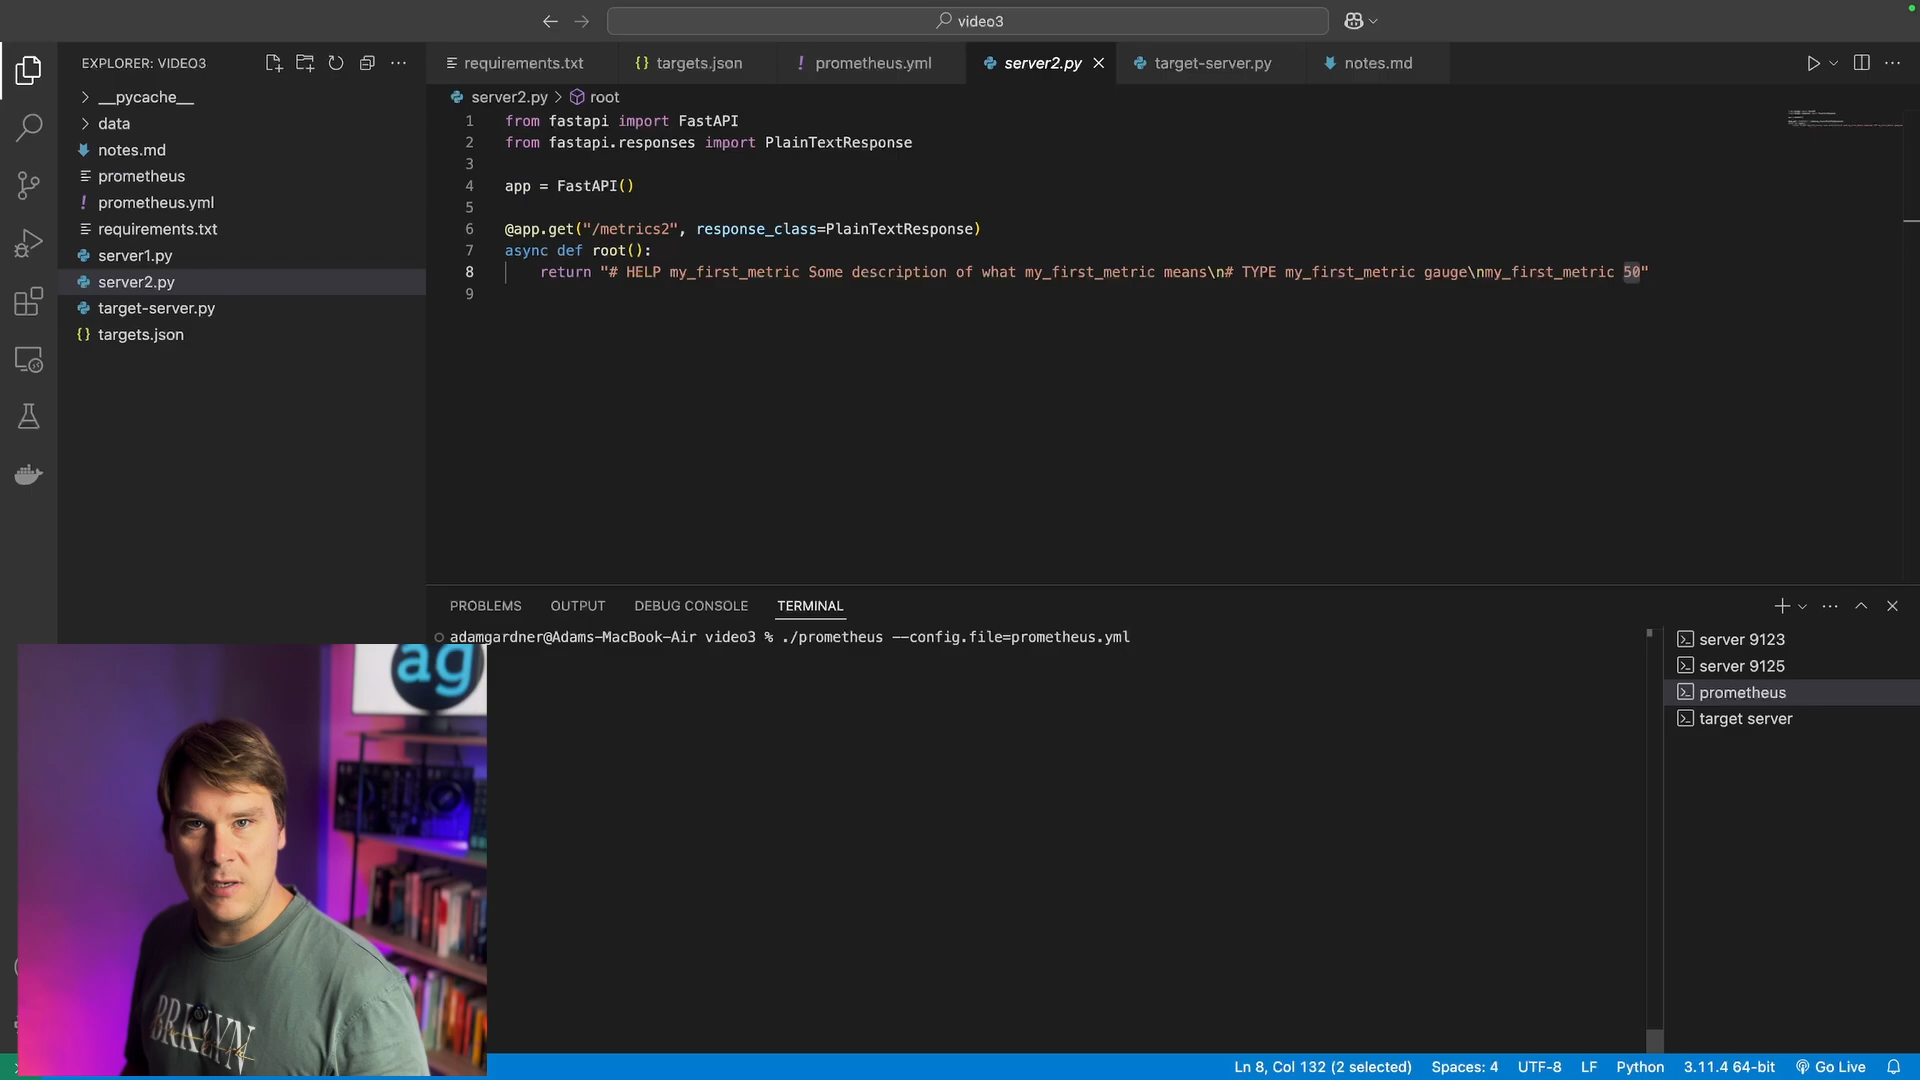 video3
EXPLORER: VIDEO3
__pycache__
data
notes.md
prometheus
prometheus.yml
requirements.txt
server1.py
server2.py
target-server.py
targets.json
requirements.txt
targets.json
prometheus.yml
server2.py
target-server.py
notes.md
server2.py > root
1 from fastapi import FastAPI
2 from fastapi.responses import PlainTextResponse
3
4 app = FastAPI()
5
6 @app.get("/metrics2", response_class=PlainTextResponse)
7 async def root():
8 return "# HELP my_first_metric Some description of what my_first_metric means\n# TYPE my_first_metric gauge\nmy_first_metric 50"
9
PROBLEMS OUTPUT DEBUG CONSOLE TERMINAL
adamgardner@Adams-MacBook-Air video3 % ./prometheus --config.file=prometheus.yml
server 9123
server 9125
prometheus
target server
ag
BRKLYN
Ln 8, Col 132 (2 selected) Spaces: 4 UTF-8 LF Python 3.11.4 64-bit Go Live